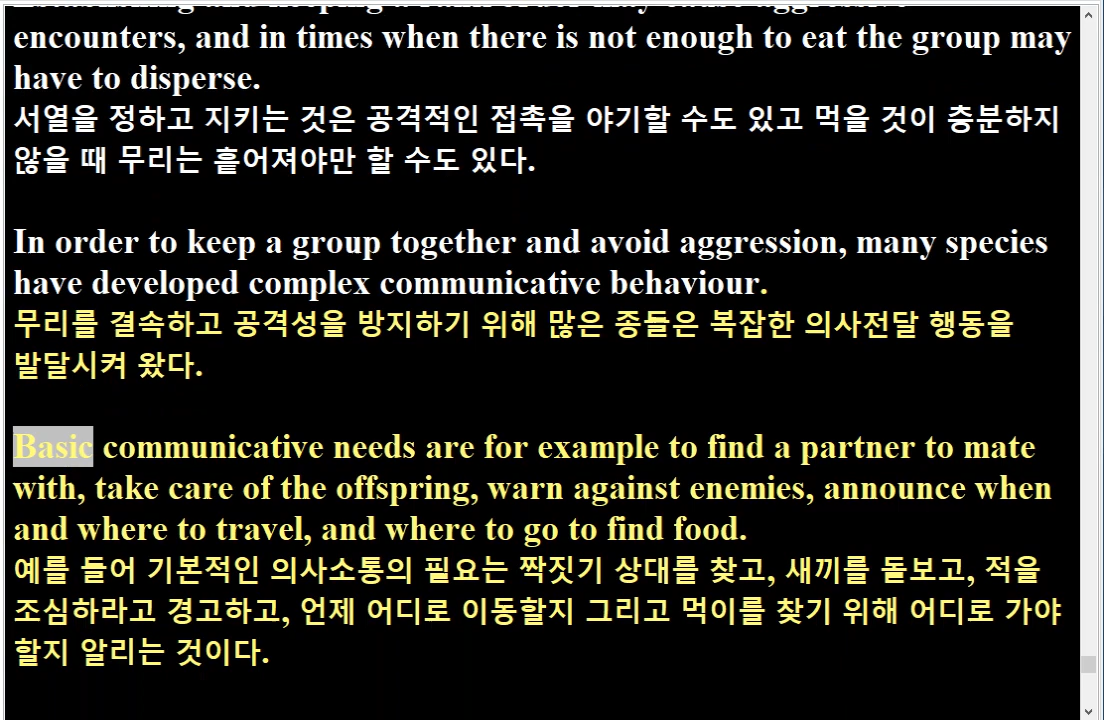 encounters, and in times when there is not enough to eat the group may
have to disperse.
서열을 정하고 지키는 것은 공격적인 접촉을 야기할 수도 있고 먹을 것이 충분하지
않을 때 무리는 흩어져야만 할 수도 있다.
In order to keep a group together and avoid aggression, many species
have developed complex communicative behaviour.
무리를 결속하고 공격성을 방지하기 위해 많은 종들은 복잡한 의사전달 행동을
발달시켜 왔다.
Basic communicative needs are for example to find a partner to mate
with, take care of the offspring, warn against enemies, announce when
and where to travel, and where to go to find food.
예를 들어 기본적인 의사소통의 필요는 짝짓기 상대를 찾고, 새끼를 돌보고, 적을
조심하라고 경고하고, 언제 어디로 이동할지 그리고 먹이를 찾기 위해 어디로 가야
할지 알리는 것이다.